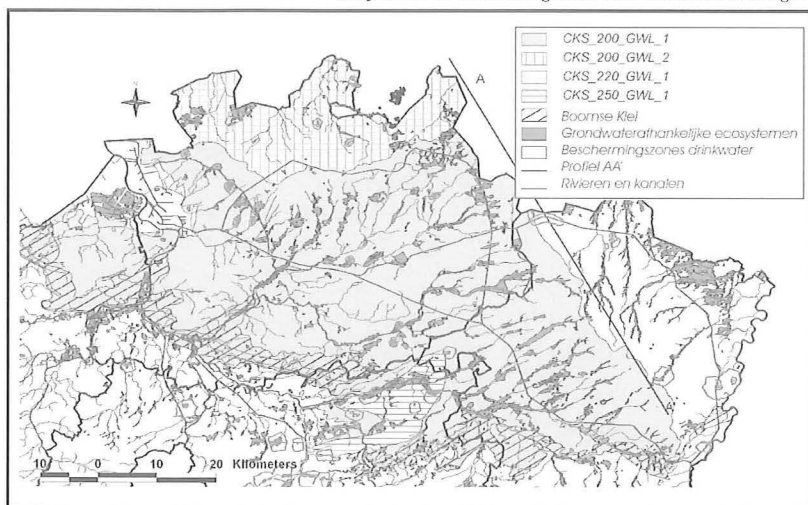 CKS_200_GWL_1
CKS_200_GWL_2
CKS_220_GWL_1
CKS_250_GWL_1
Boomse Klei
Grondwaterafhankelijke ecosystemen
Beschermingszones drinkwater
Profiel AA'
Rivieren en kanalen
A
A'
10 0 10 20 Kilometers